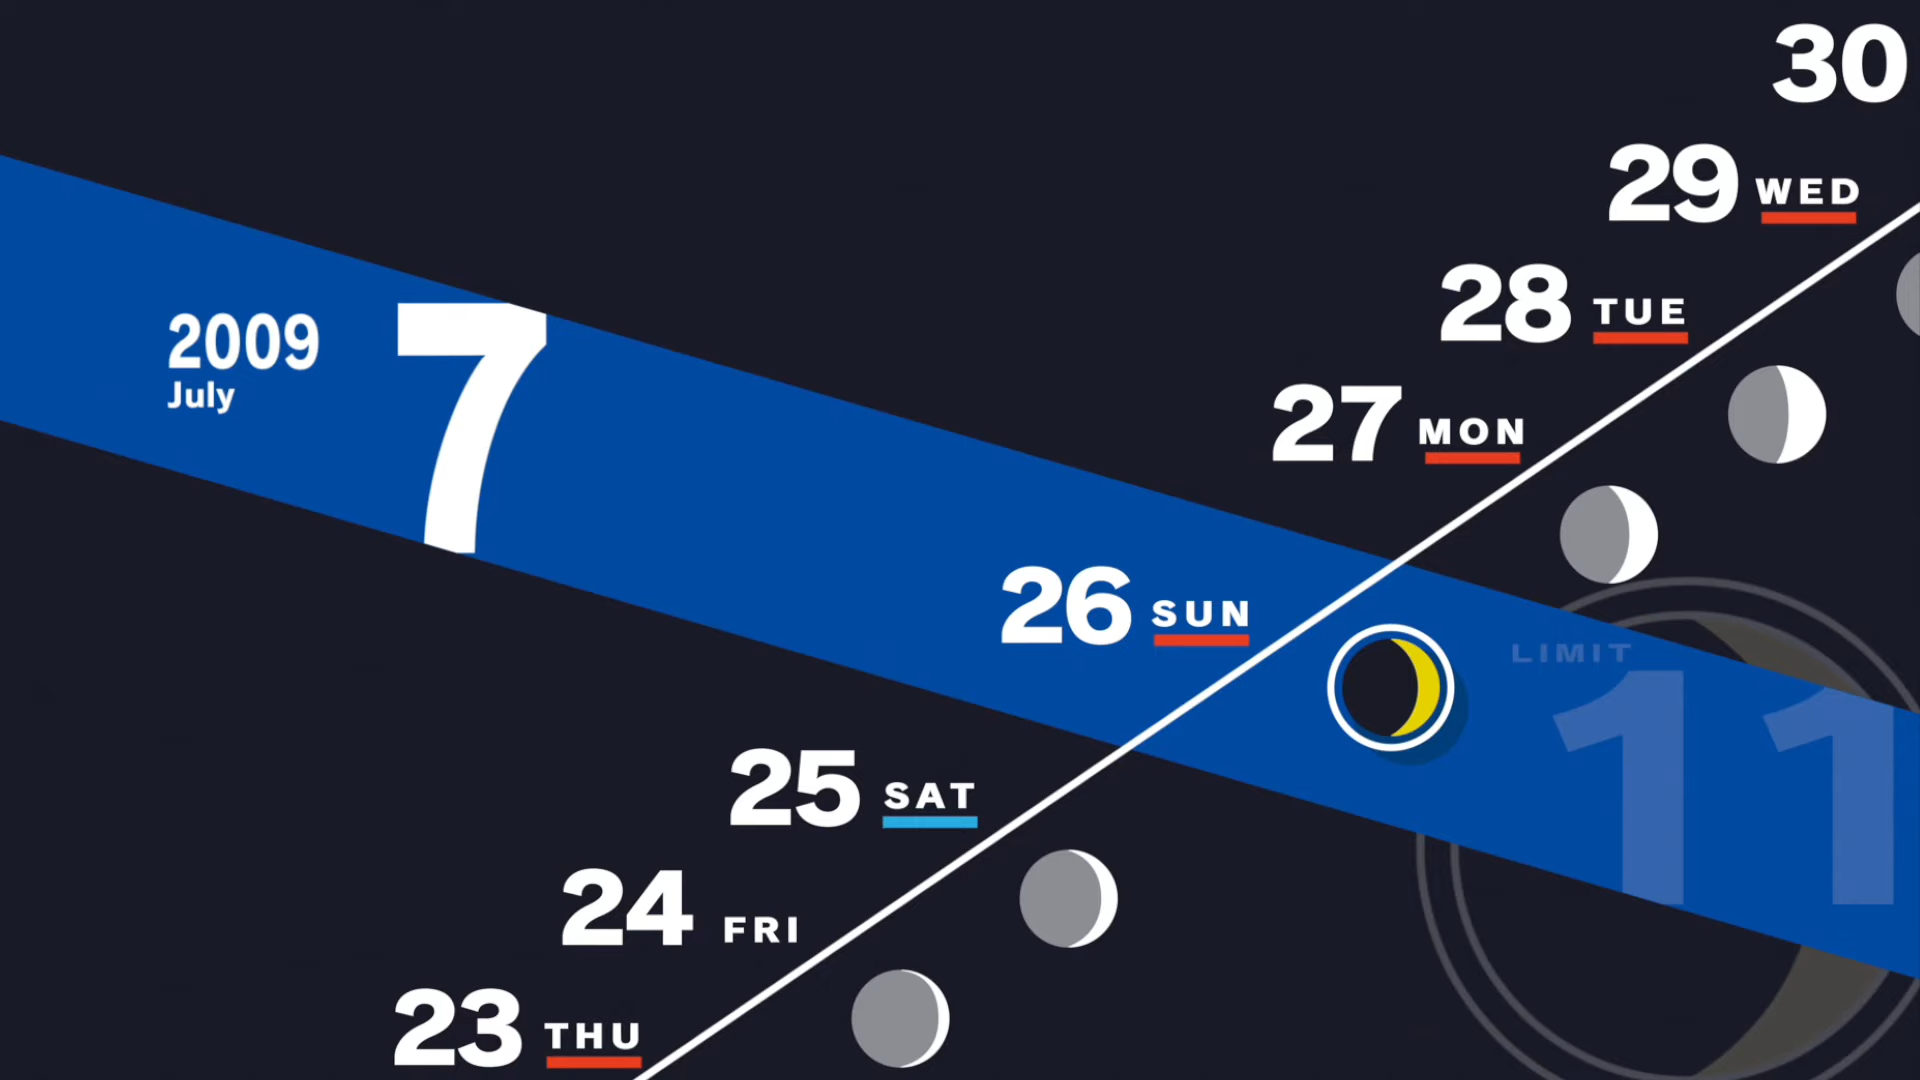 30
29 WED
28 TUE
2009
July
7
27 MON
26 SUN
LIMIT
11
25 SAT
24 FRI
23 THU